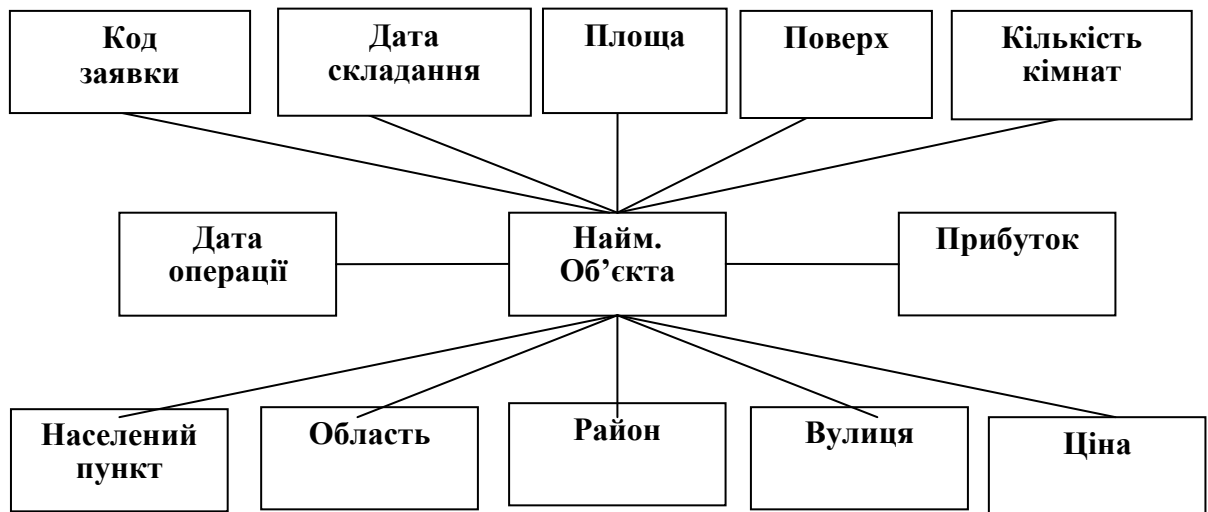 Код
заявки
Дата
складання
Площа
Поверх
Кількість
кімнат
Дата
операції
Найм.
Об’єкта
Прибуток
Населений
пункт
Область
Район
Вулиця
Ціна